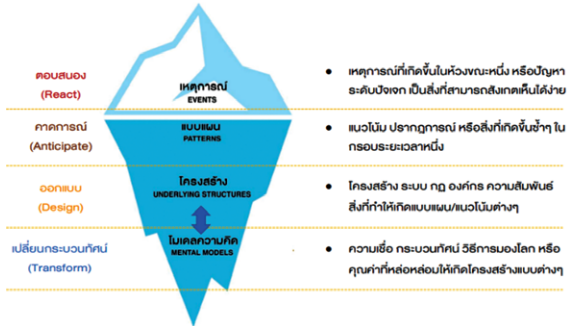 ตอบสนอง
(React)
เหตุการณ์
EVENTS
เหตุการณ์ที่เกิดขึ้นในห้วงขณะหนึ่ง หรือปัญหา
ระดับปัจเจก เป็นสิ่งที่สามารถสังเกตเห็นได้ง่าย
คาดการณ์
(Anticipate)
แบบแผน
PATTERNS
แนวโน้ม ปรากฏการณ์ หรือสิ่งที่เกิดขึ้นซ้ำๆ ใน
กรอบระยะเวลาหนึ่ง
ออกแบบ
(Design)
โครงสร้าง
UNDERLYING STRUCTURES
โครงสร้าง ระบบ กฎ องค์กร ความสัมพันธ์
สิ่งที่ทำให้เกิดแบบแผน/แนวโน้มต่างๆ
เปลี่ยนกระบวนทัศน์
(Transform)
โมเดลความคิด
MENTAL MODELS
ความเชื่อ กระบวนทัศน์ วิธีการมองโลก หรือ
คุณค่าที่หล่อหลอมให้เกิดโครงสร้างแบบต่างๆ